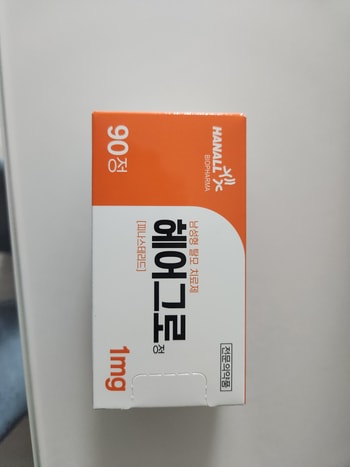 HANALL
BIOPHARMA
90정
남성형 탈모 치료제
헤어그로정
[피나스테리드]
1mg
전문의약품